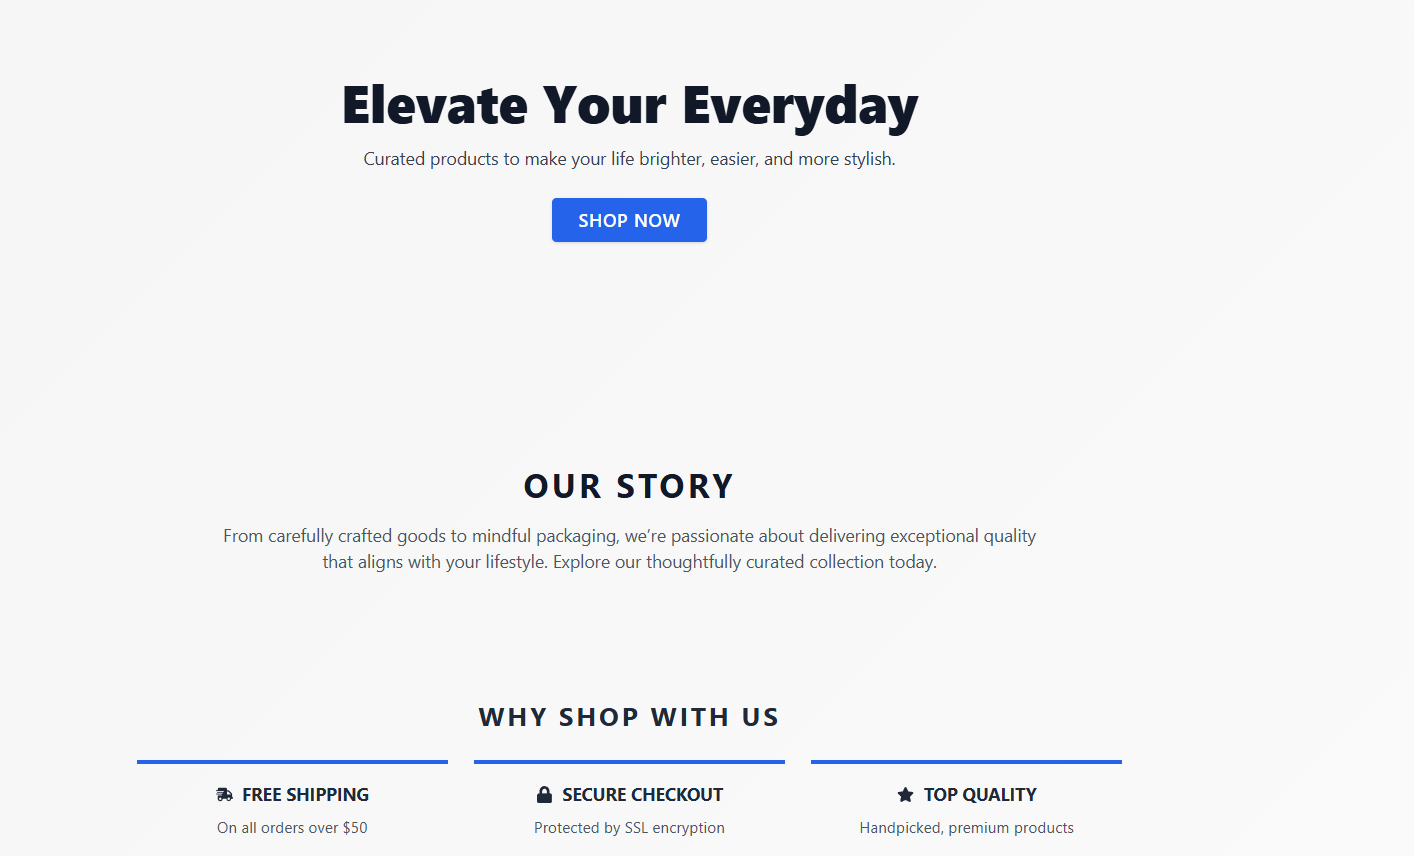 Elevate Your Everyday
Curated products to make your life brighter, easier, and more stylish.
SHOP NOW
OUR STORY
From carefully crafted goods to mindful packaging, we’re passionate about delivering exceptional quality
that aligns with your lifestyle. Explore our thoughtfully curated collection today.
WHY SHOP WITH US
FREE SHIPPING
On all orders over $50
SECURE CHECKOUT
Protected by SSL encryption
TOP QUALITY
Handpicked, premium products